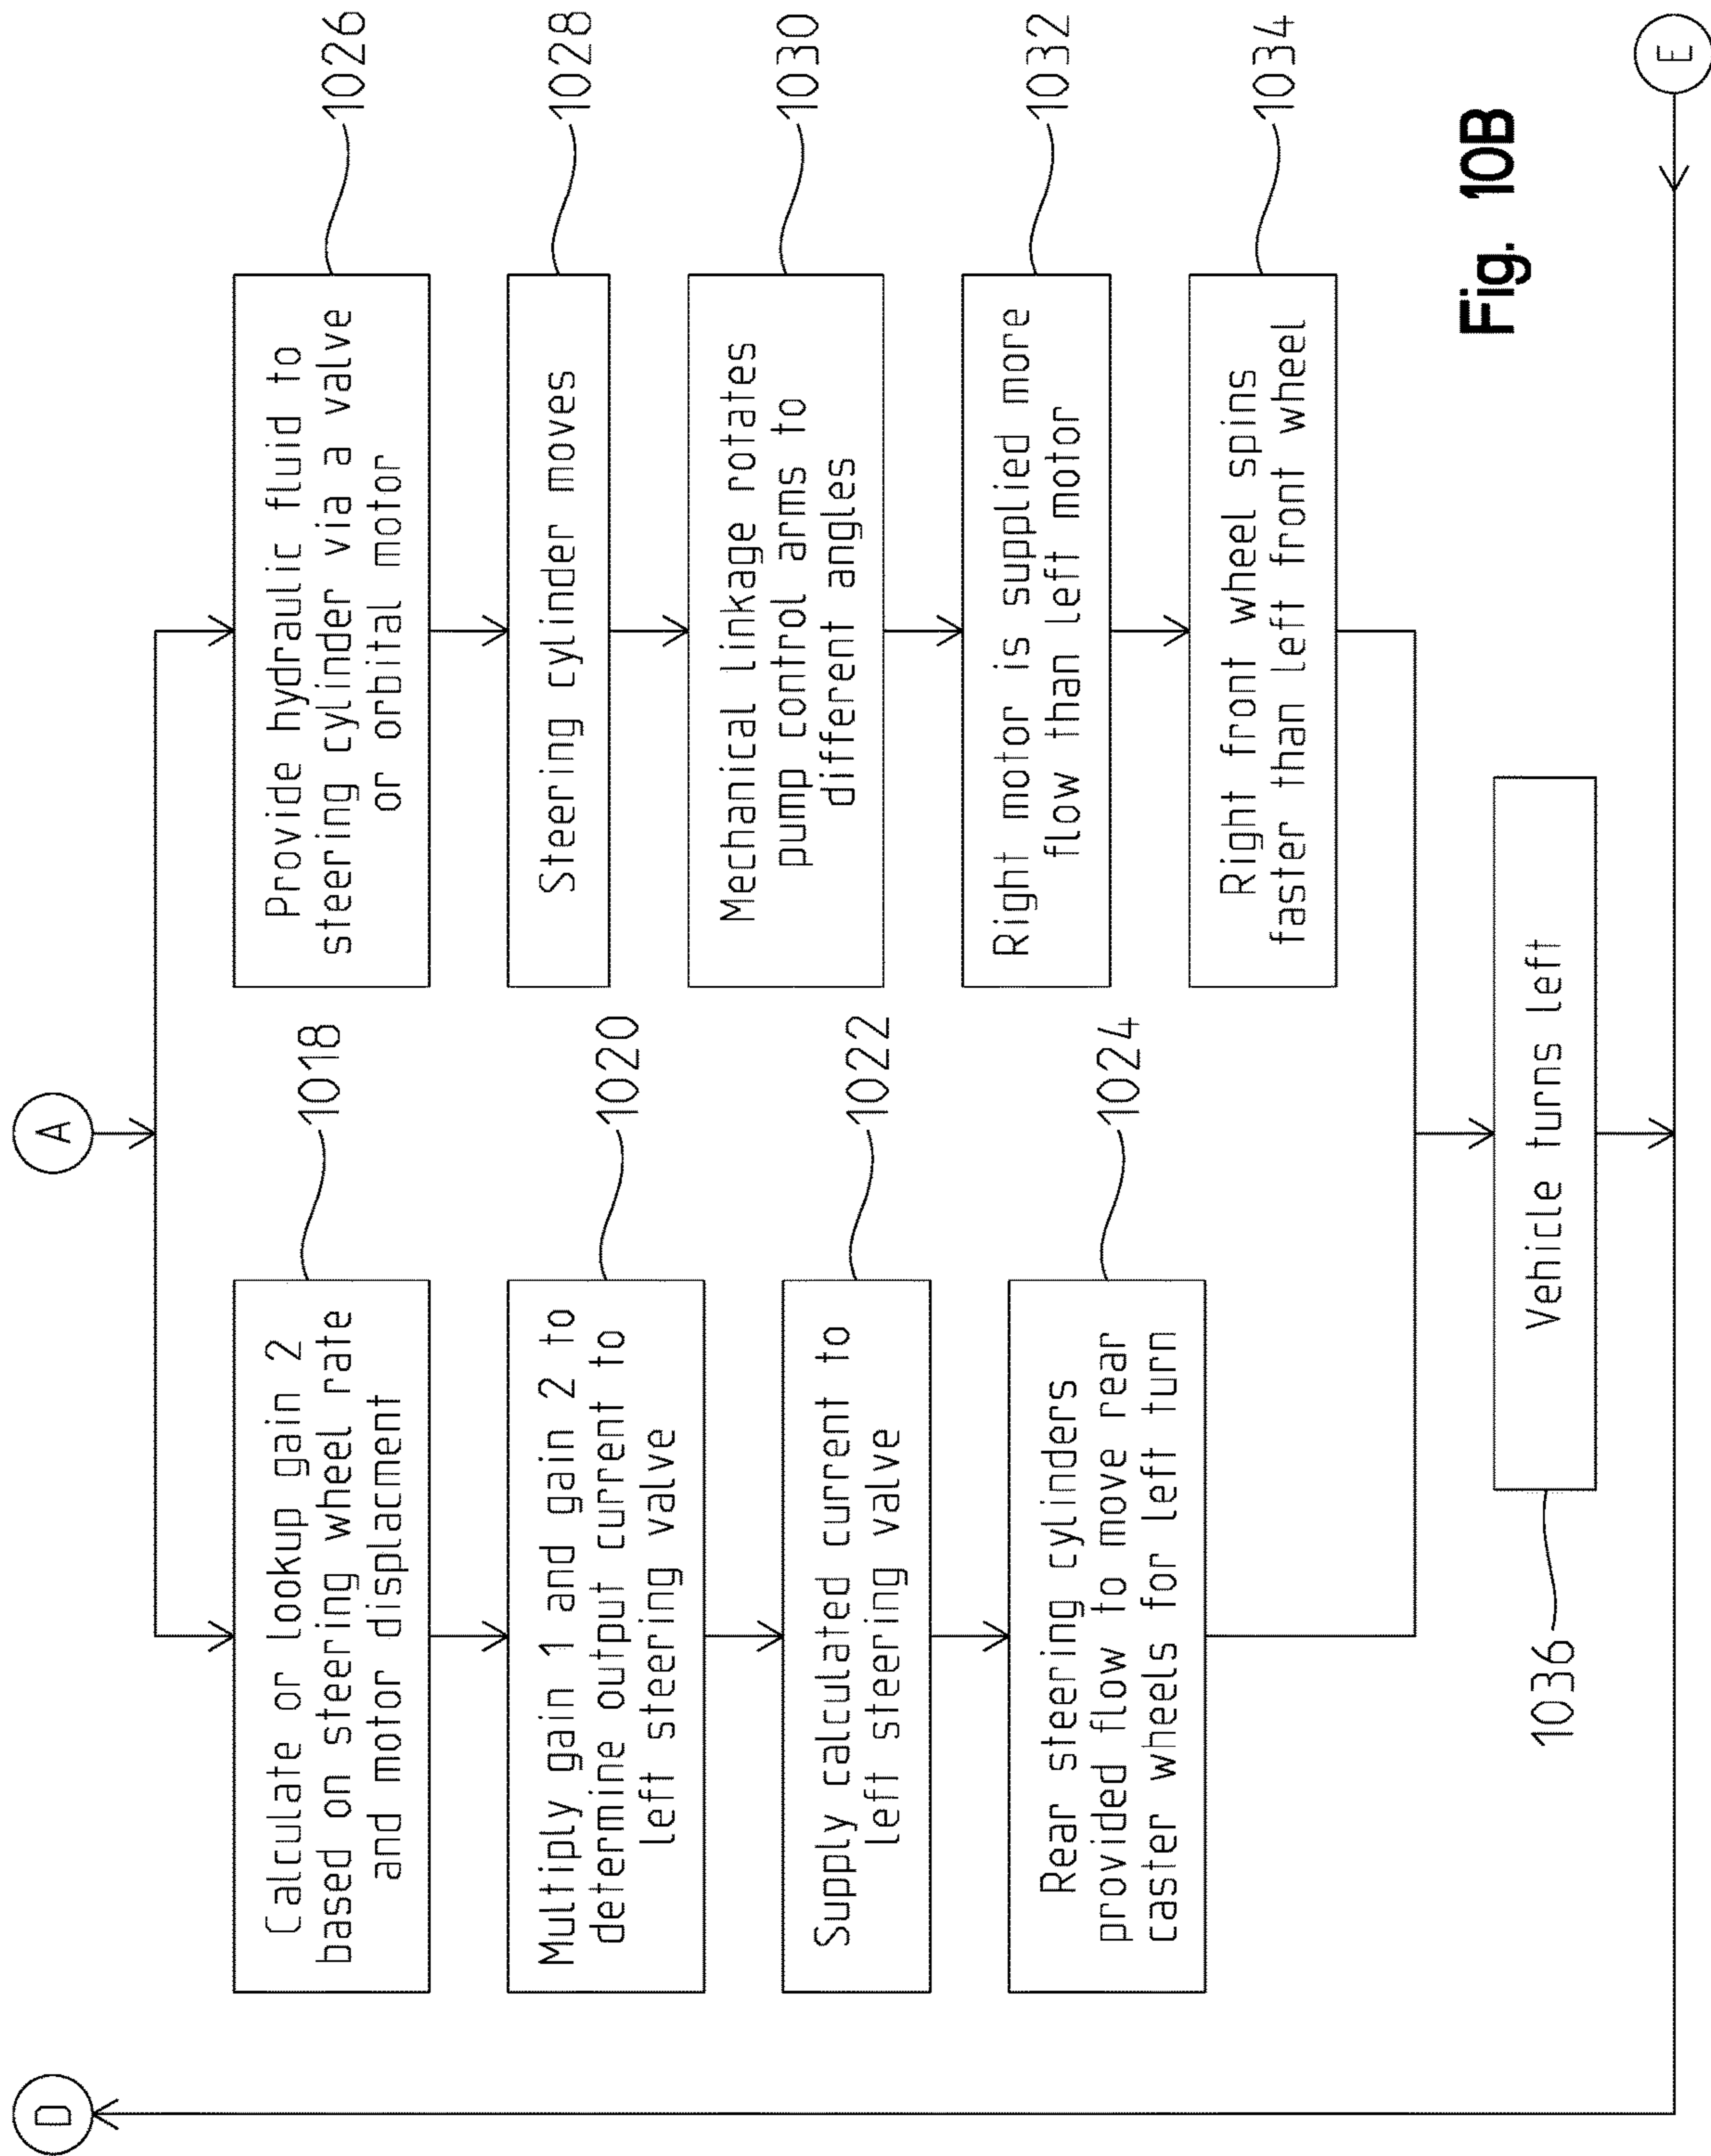 D
A
Calculate or lookup gain 2
based on steering wheel rate
and motor displacment
1018
Multiply gain 1 and gain 2 to
determine output current to
left steering valve
1020
Supply calculated current to
left steering valve
1022
Rear steering cylinders
provided flow to move rear
caster wheels for left turn
1024
Provide hydraulic fluid to
steering cylinder via a valve
or orbital motor
1026
Steering cylinder moves
1028
Mechanical linkage rotates
pump control arms to
different angles
1030
Right motor is supplied more
flow than left motor
1032
Right front wheel spins
faster than left front wheel
1034
Vehicle turns left
1036
Fig. 10B
E